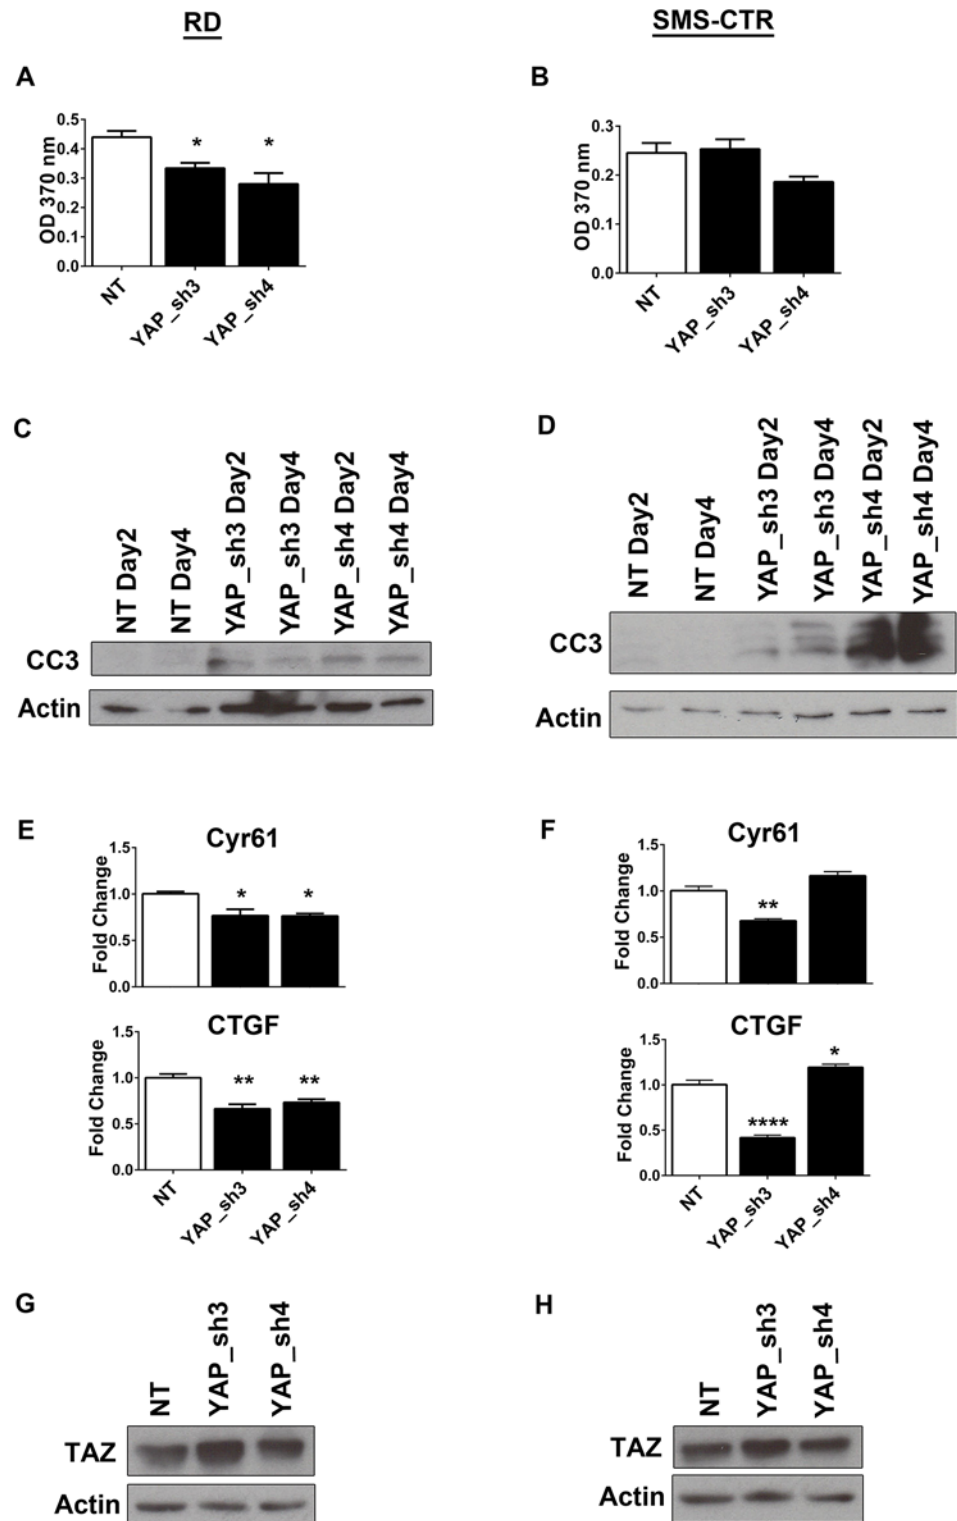 RD
SMS-CTR
A
0.5
0.4
0.3
0.2
0.1
0.0
OD 370 nm
* *
NT
YAP_sh3
YAP_sh4
B
0.3
0.2
0.1
0.0
OD 370 nm
NT
YAP_sh3
YAP_sh4
C
NT Day2
NT Day4
YAP_sh3 Day2
YAP_sh3 Day4
YAP_sh4 Day2
YAP_sh4 Day4
CC3
Actin
D
NT Day2
NT Day4
YAP_sh3 Day2
YAP_sh3 Day4
YAP_sh4 Day2
YAP_sh4 Day4
CC3
Actin
E
Cyr61
1.5
1.0
0.5
0.0
Fold Change
* *
CTGF
1.5
1.0
0.5
0.0
Fold Change
** **
NT
YAP_sh3
YAP_sh4
F
Cyr61
1.5
1.0
0.5
0.0
Fold Change
**
CTGF
1.5
1.0
0.5
0.0
Fold Change
*
****
NT
YAP_sh3
YAP_sh4
G
NT
YAP_sh3
YAP_sh4
TAZ
Actin
H
NT
YAP_sh3
YAP_sh4
TAZ
Actin